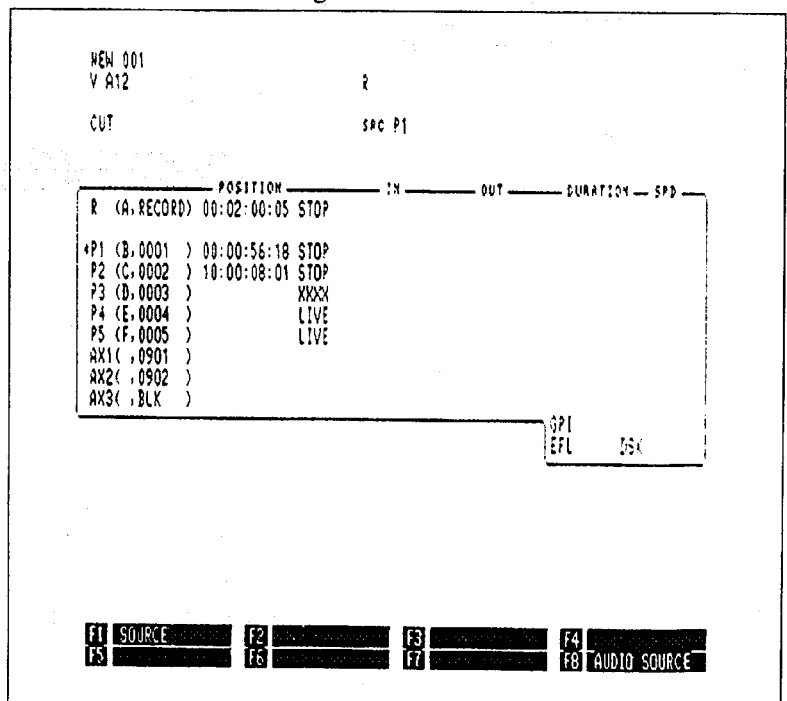 NEW 001
V A12 R
CUT SRC P1
POSITION IN OUT DURATION SPD
R (A,RECORD) 00:02:00:05 STOP
*P1 (B,0001 ) 00:00:56:18 STOP
P2 (C,0002 ) 10:00:08:01 STOP
P3 (D,0003 ) XXXX
P4 (E,0004 ) LIVE
P5 (F,0005 ) LIVE
AX1( ,0901 )
AX2( ,0902 )
AX3( ,BLK )
GPI
EFL DSK
F1 SOURCE F2 F3 F4
F5 F6 F7 F8 AUDIO SOURCE